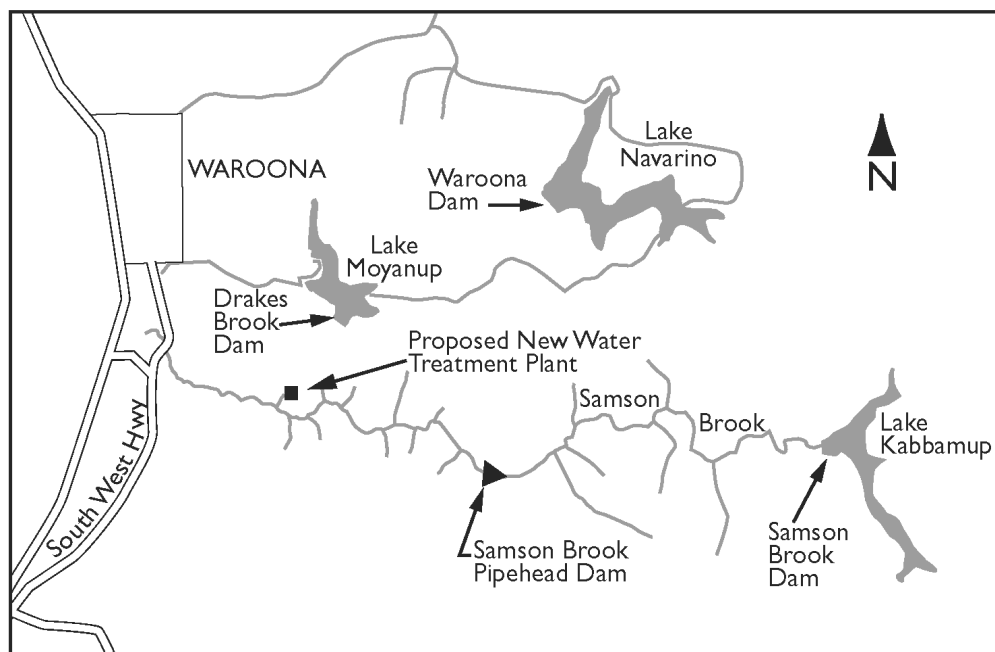 WAROONA
Lake
Navarino
Waroona
Dam
N
Lake
Moyanup
Drakes
Brook
Dam
Proposed New Water
Treatment Plant
Samson
Brook
Lake
Kabbamup
South West Hwy
Samson Brook
Pipehead Dam
Samson
Brook
Dam